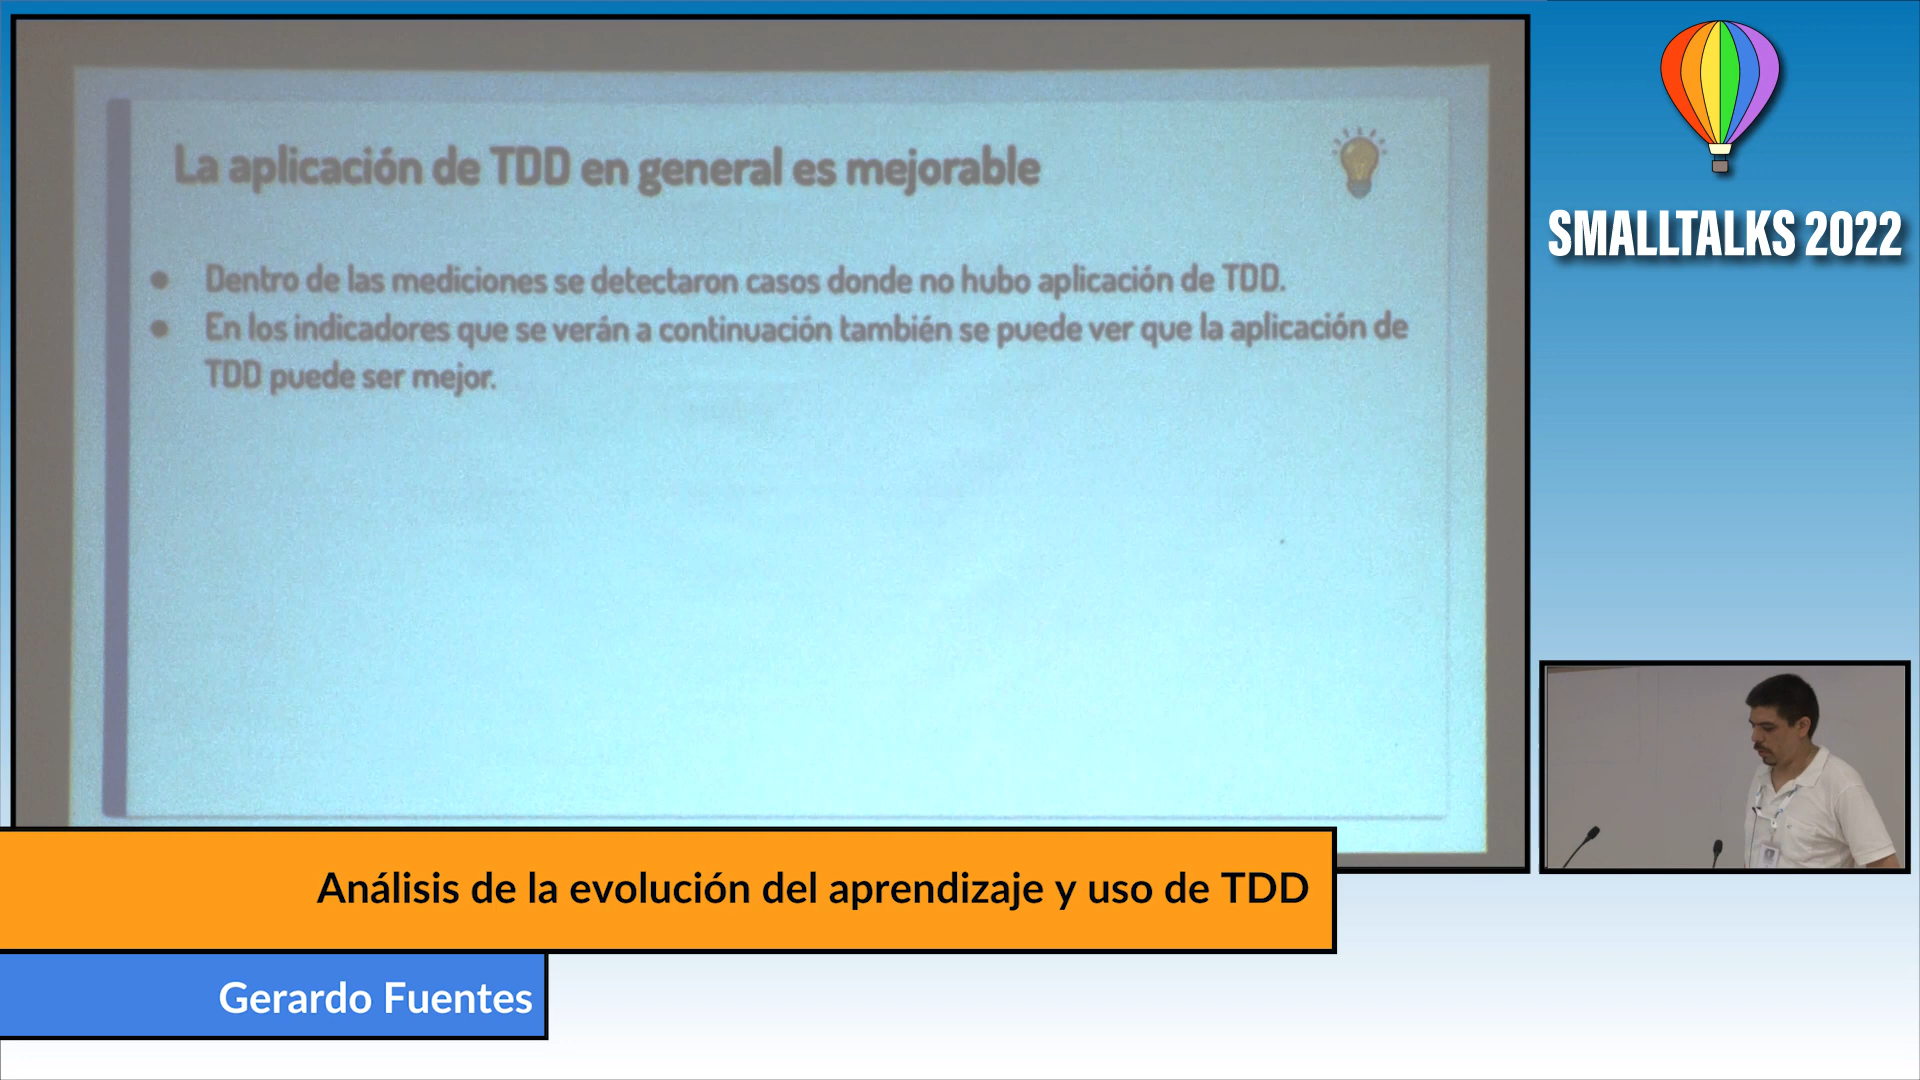 La aplicación de TDD en general es mejorable
● Dentro de las mediciones se detectaron casos donde no hubo aplicación de TDD.
● En los indicadores que se verán a continuación también se puede ver que la aplicación de
TDD puede ser mejor.
SMALLTALKS 2022
Análisis de la evolución del aprendizaje y uso de TDD
Gerardo Fuentes